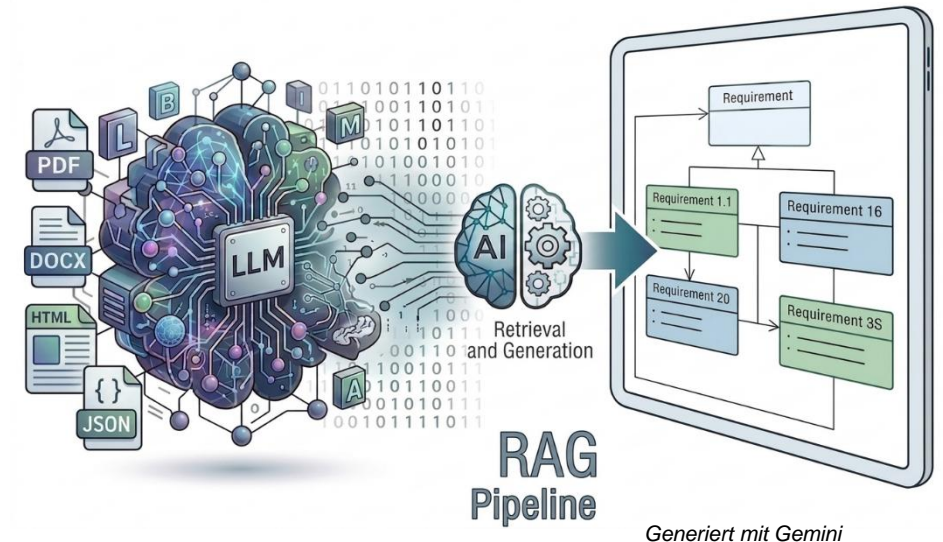 PDF
DOCX
HTML
{ }
JSON
L
B
I
M
A
LLM
AI
Retrieval
and Generation
RAG
Pipeline
Requirement
Requirement 1.1
Requirement 16
Requirement 20
Requirement 3S
Generiert mit Gemini